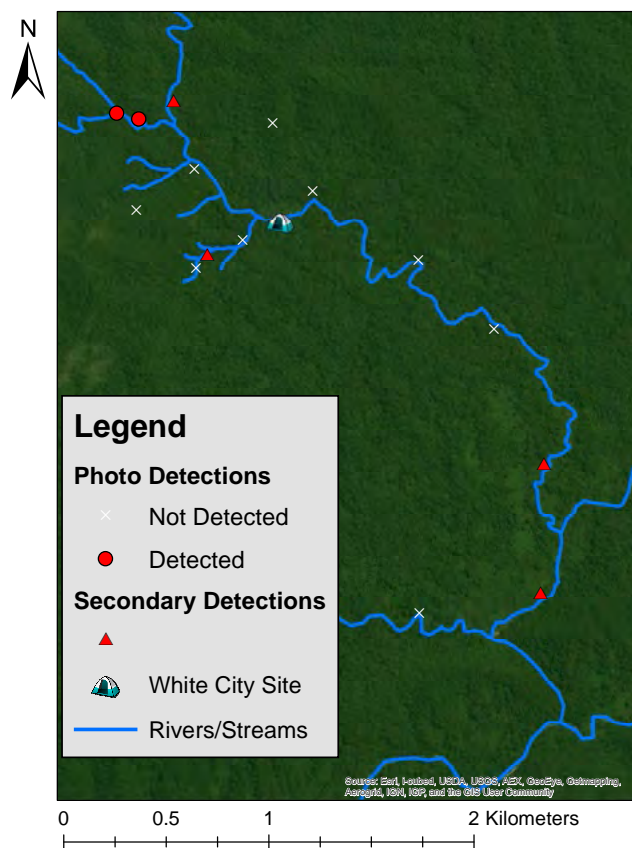 N
Legend
Photo Detections
Not Detected
Detected
Secondary Detections
White City Site
Rivers/Streams
Source: Esri, i-cubed, USDA, USGS, AEX, GeoEye, Getmapping,
Aerogrid, IGN, IGP, and the GIS User Community
0 0.5 1 2 Kilometers